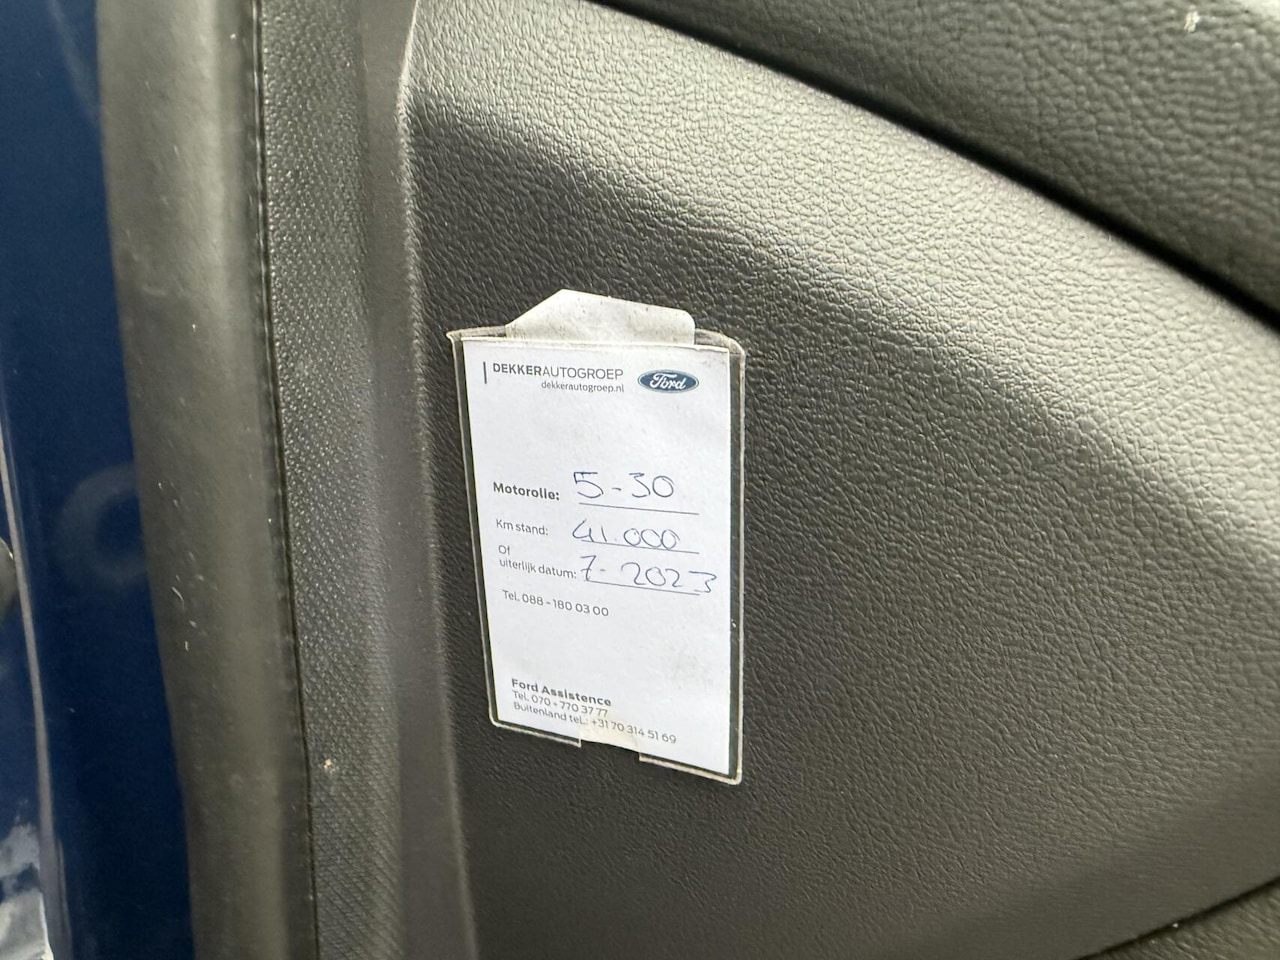 DEKKERAUTOGROEP
dekkerautogroep.nl
Ford
Motorolie: 5-30
Km stand: 41.000
Of
uiterlijk datum: 7-2023
Tel. 088 - 180 03 00
Ford Assistence
Tel. 070 - 770 37 77
Buitenland tel.: +31 70 314 51 69